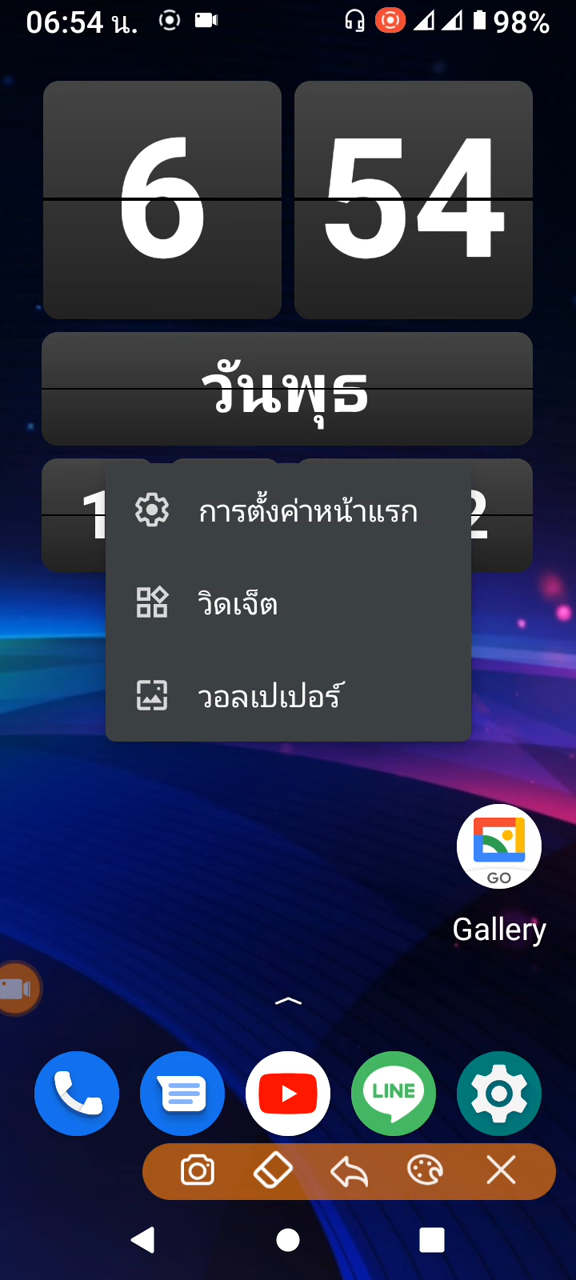 06:54 น.
98%
6 54
วันพุธ
การตั้งค่าหน้าแรก
วิดเจ็ต
วอลเปเปอร์
GO
Gallery
LINE